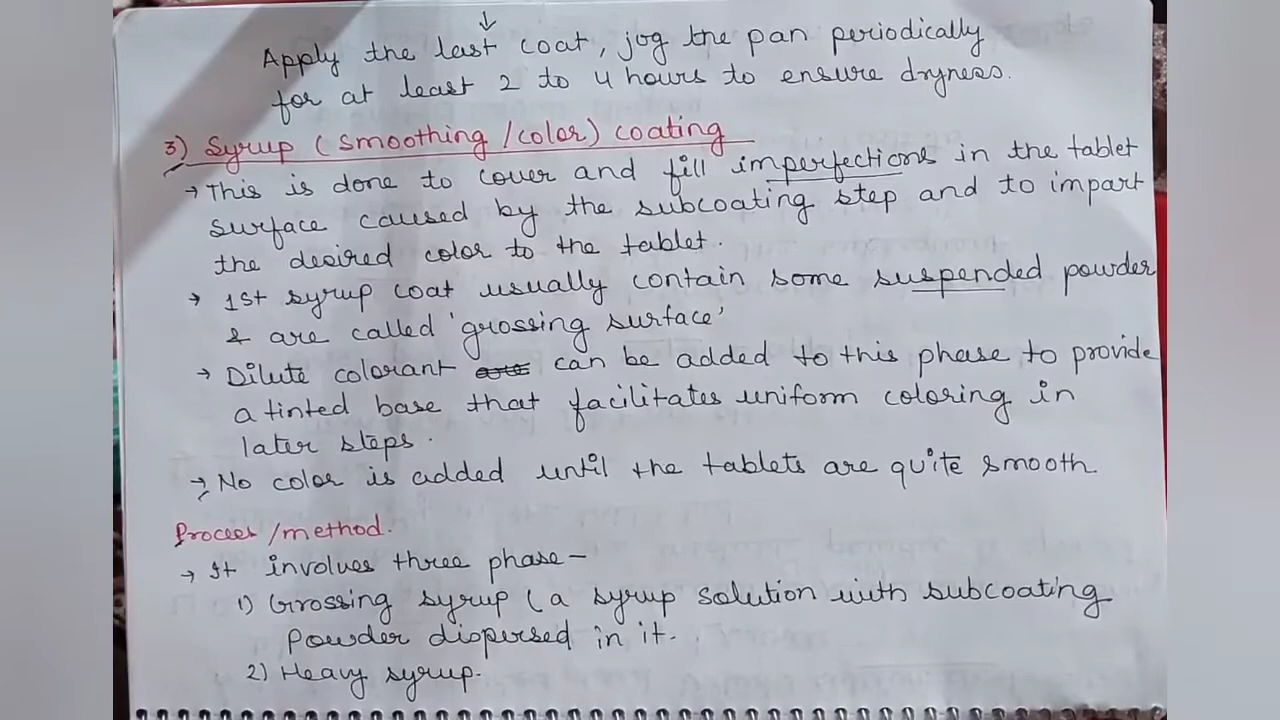 ↓
Apply the last coat, jog the pan periodically
for at least 2 to 4 hours to ensure dryness.
3) Syrup (smoothing /color) coating
→ This is done to cover and fill imperfections in the tablet
surface caused by the subcoating step and to impart
the desired color to the tablet.
→ 1st syrup coat usually contain some suspended powder
& are called 'grossing surface'
→ Dilute colorant are can be added to this phase to provide
a tinted base that facilitates uniform coloring in
later steps.
→ No color is added until the tablets are quite smooth
Process /method.
→ It involves three phase –
1) Grossing syrup (a syrup solution with subcoating
powder dispersed in it.
2) Heavy syrup.